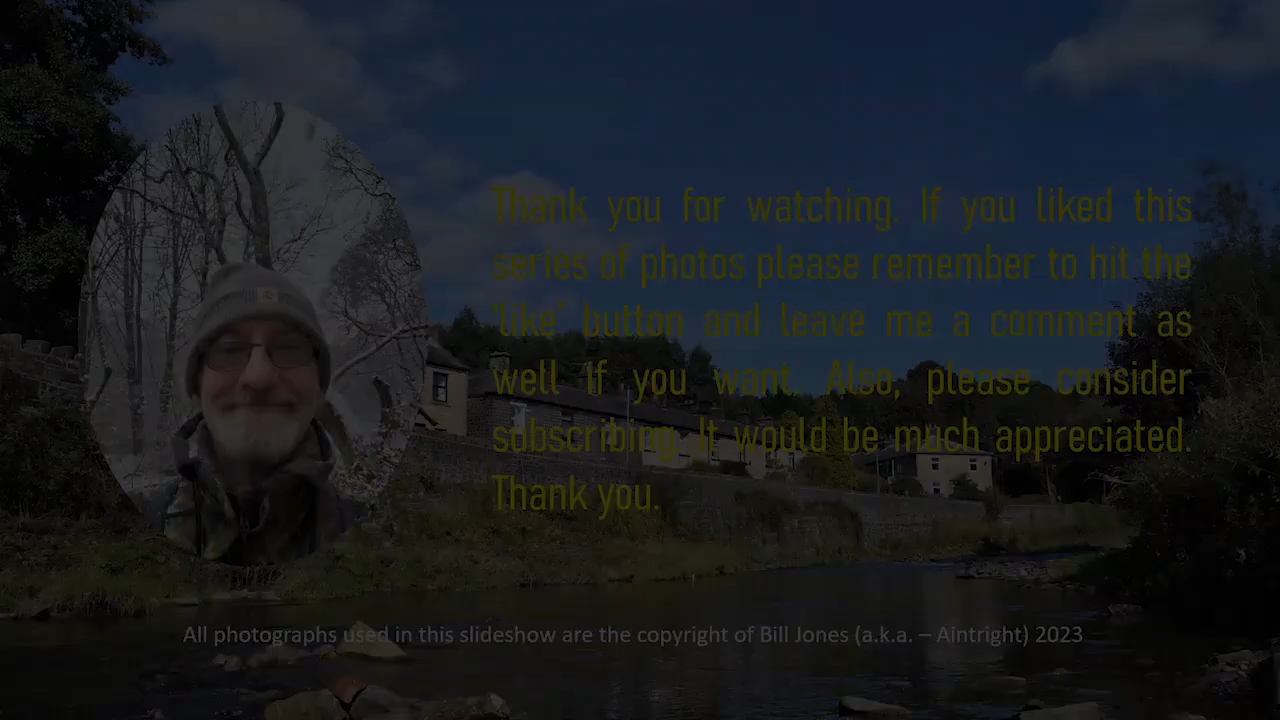 Thank you for watching. If you liked this
series of photos please remember to hit the
‘like’ button and leave me a comment as
well if you want. Also, please consider
subscribing. It would be much appreciated.
Thank you.
All photographs used in this slideshow are the copyright of Bill Jones (a.k.a. – Aintright) 2023